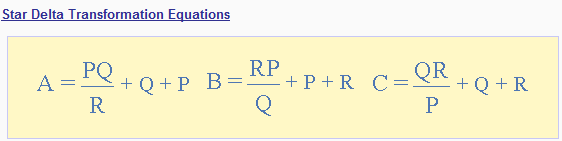 Star Delta Transformation Equations
A = PQ/R + Q + P B = RP/Q + P + R C = QR/P + Q + R